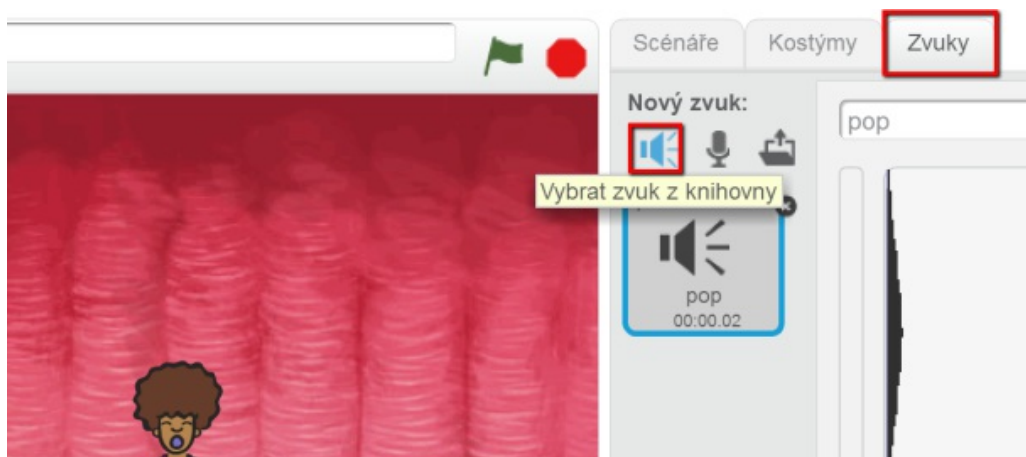 Scénáře Kostýmy Zvuky
Nový zvuk:
pop
Vybrat zvuk z knihovny
pop
00:00.02